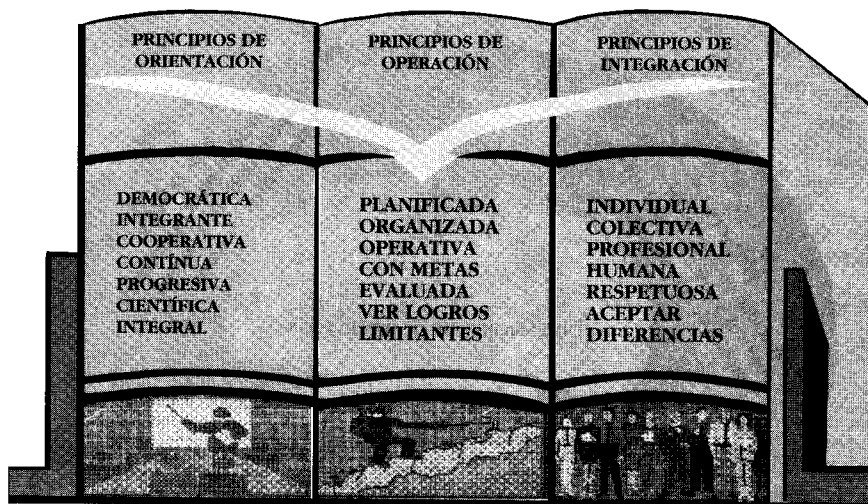 PRINCIPIOS DE
ORIENTACIÓN
DEMOCRÁTICA
INTEGRANTE
COOPERATIVA
CONTÍNUA
PROGRESIVA
CIENTÍFICA
INTEGRAL
PRINCIPIOS DE
OPERACIÓN
PLANIFICADA
ORGANIZADA
OPERATIVA
CON METAS
EVALUADA
VER LOGROS
LIMITANTES
PRINCIPIOS DE
INTEGRACIÓN
INDIVIDUAL
COLECTIVA
PROFESIONAL
HUMANA
RESPETUOSA
ACEPTAR
DIFERENCIAS